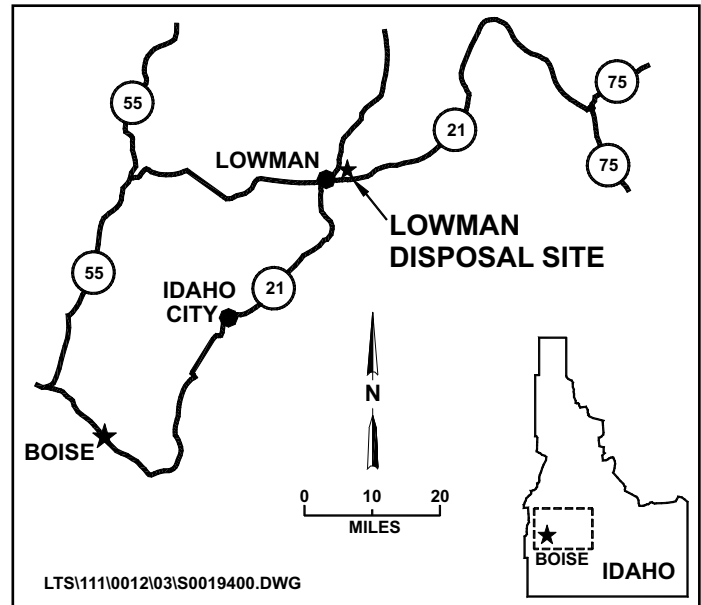 55
75
21
75
LOWMAN
LOWMAN
DISPOSAL SITE
55
IDAHO
CITY
21
N
BOISE
0 10 20
MILES
BOISE
IDAHO
LTS\111\0012\03\S0019400.DWG